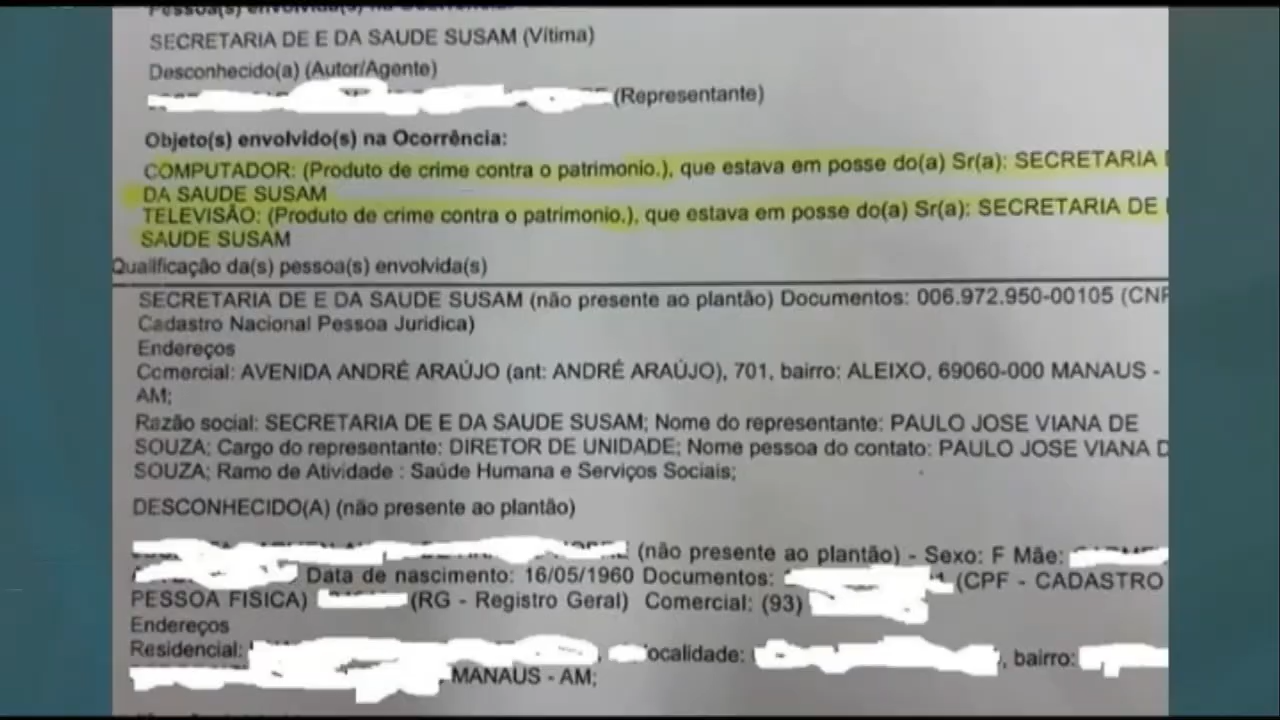 Pessoa(s) envolvida(s) na Ocorrência:
SECRETARIA DE E DA SAUDE SUSAM (Vítima)
Desconhecido(a) (Autor/Agente)
(Representante)
Objeto(s) envolvido(s) na Ocorrência:
COMPUTADOR: (Produto de crime contra o patrimonio.), que estava em posse do(a) Sr(a): SECRETARIA
DA SAUDE SUSAM
TELEVISÃO: (Produto de crime contra o patrimonio.), que estava em posse do(a) Sr(a): SECRETARIA DE
SAUDE SUSAM
Qualificação da(s) pessoa(s) envolvida(s)
SECRETARIA DE E DA SAUDE SUSAM (não presente ao plantão) Documentos: 006.972.950-00105 (CNP
Cadastro Nacional Pessoa Juridica)
Endereços
Comercial: AVENIDA ANDRÉ ARAÚJO (ant: ANDRÉ ARAÚJO), 701, bairro: ALEIXO, 69060-000 MANAUS -
AM;
Razão social: SECRETARIA DE E DA SAUDE SUSAM; Nome do representante: PAULO JOSE VIANA DE
SOUZA; Cargo do representante: DIRETOR DE UNIDADE; Nome pessoa do contato: PAULO JOSE VIANA D
SOUZA; Ramo de Atividade : Saúde Humana e Serviços Sociais;
DESCONHECIDO(A) (não presente ao plantão)
(não presente ao plantão) - Sexo: F Mãe:
Data de nascimento: 16/05/1960 Documentos: (CPF - CADASTRO
PESSOA FISICA) (RG - Registro Geral) Comercial: (93)
Endereços
Residencial: ocalidade: , bairro:
, MANAUS - AM;